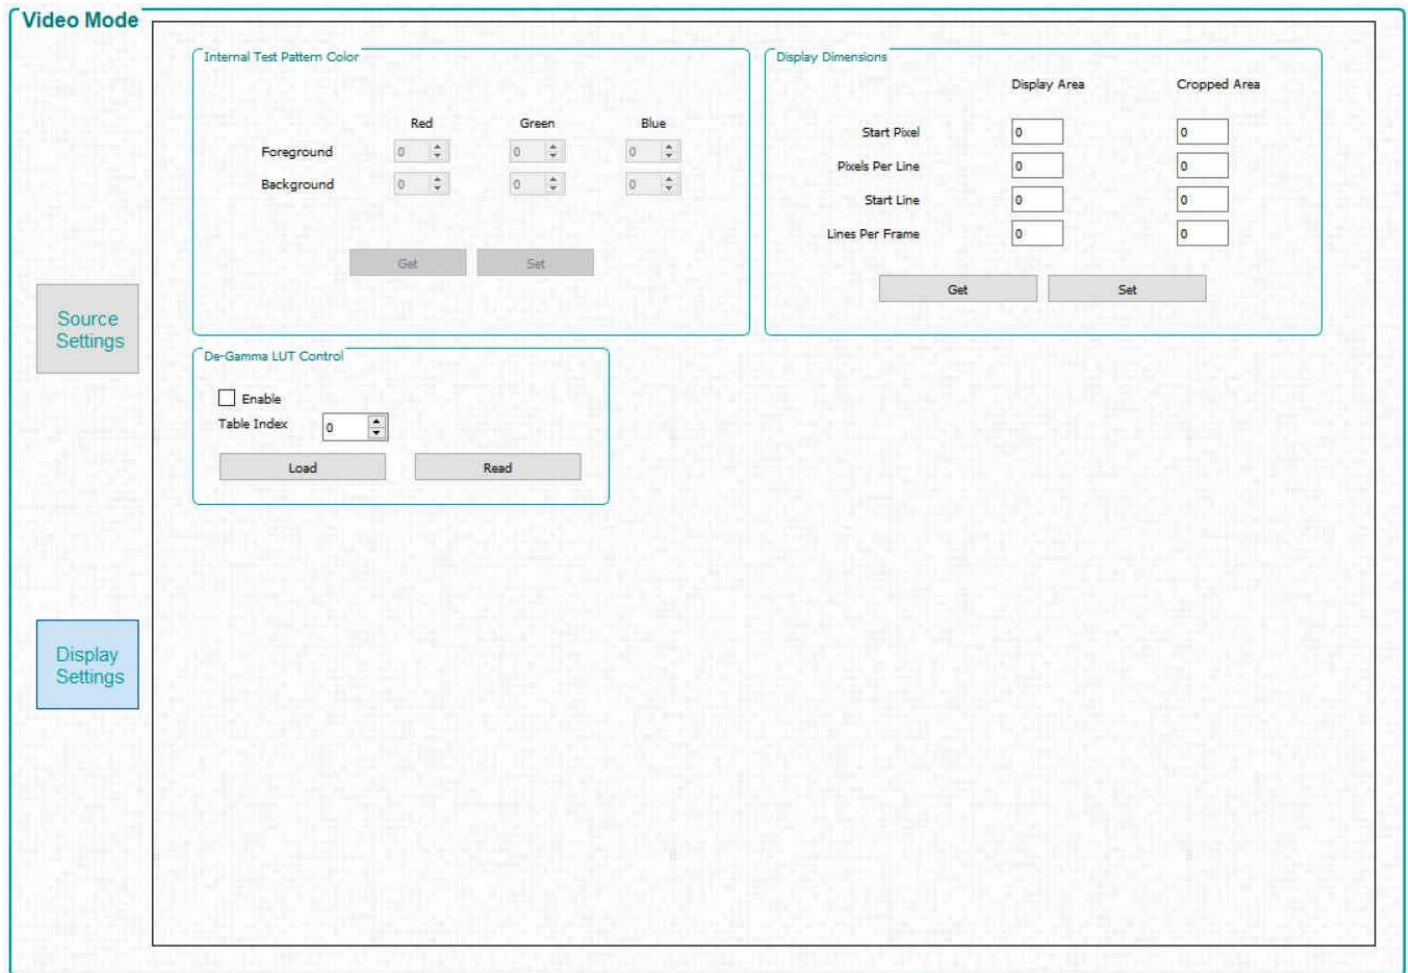 Video Mode
Internal Test Pattern Color
Red Green Blue
Foreground 0 0 0
Background 0 0 0
Get Set
Display Dimensions
Display Area Cropped Area
Start Pixel 0 0
Pixels Per Line 0 0
Start Line 0 0
Lines Per Frame 0 0
Get Set
Source
Settings
De-Gamma LUT Control
Enable
Table Index 0
Load Read
Display
Settings